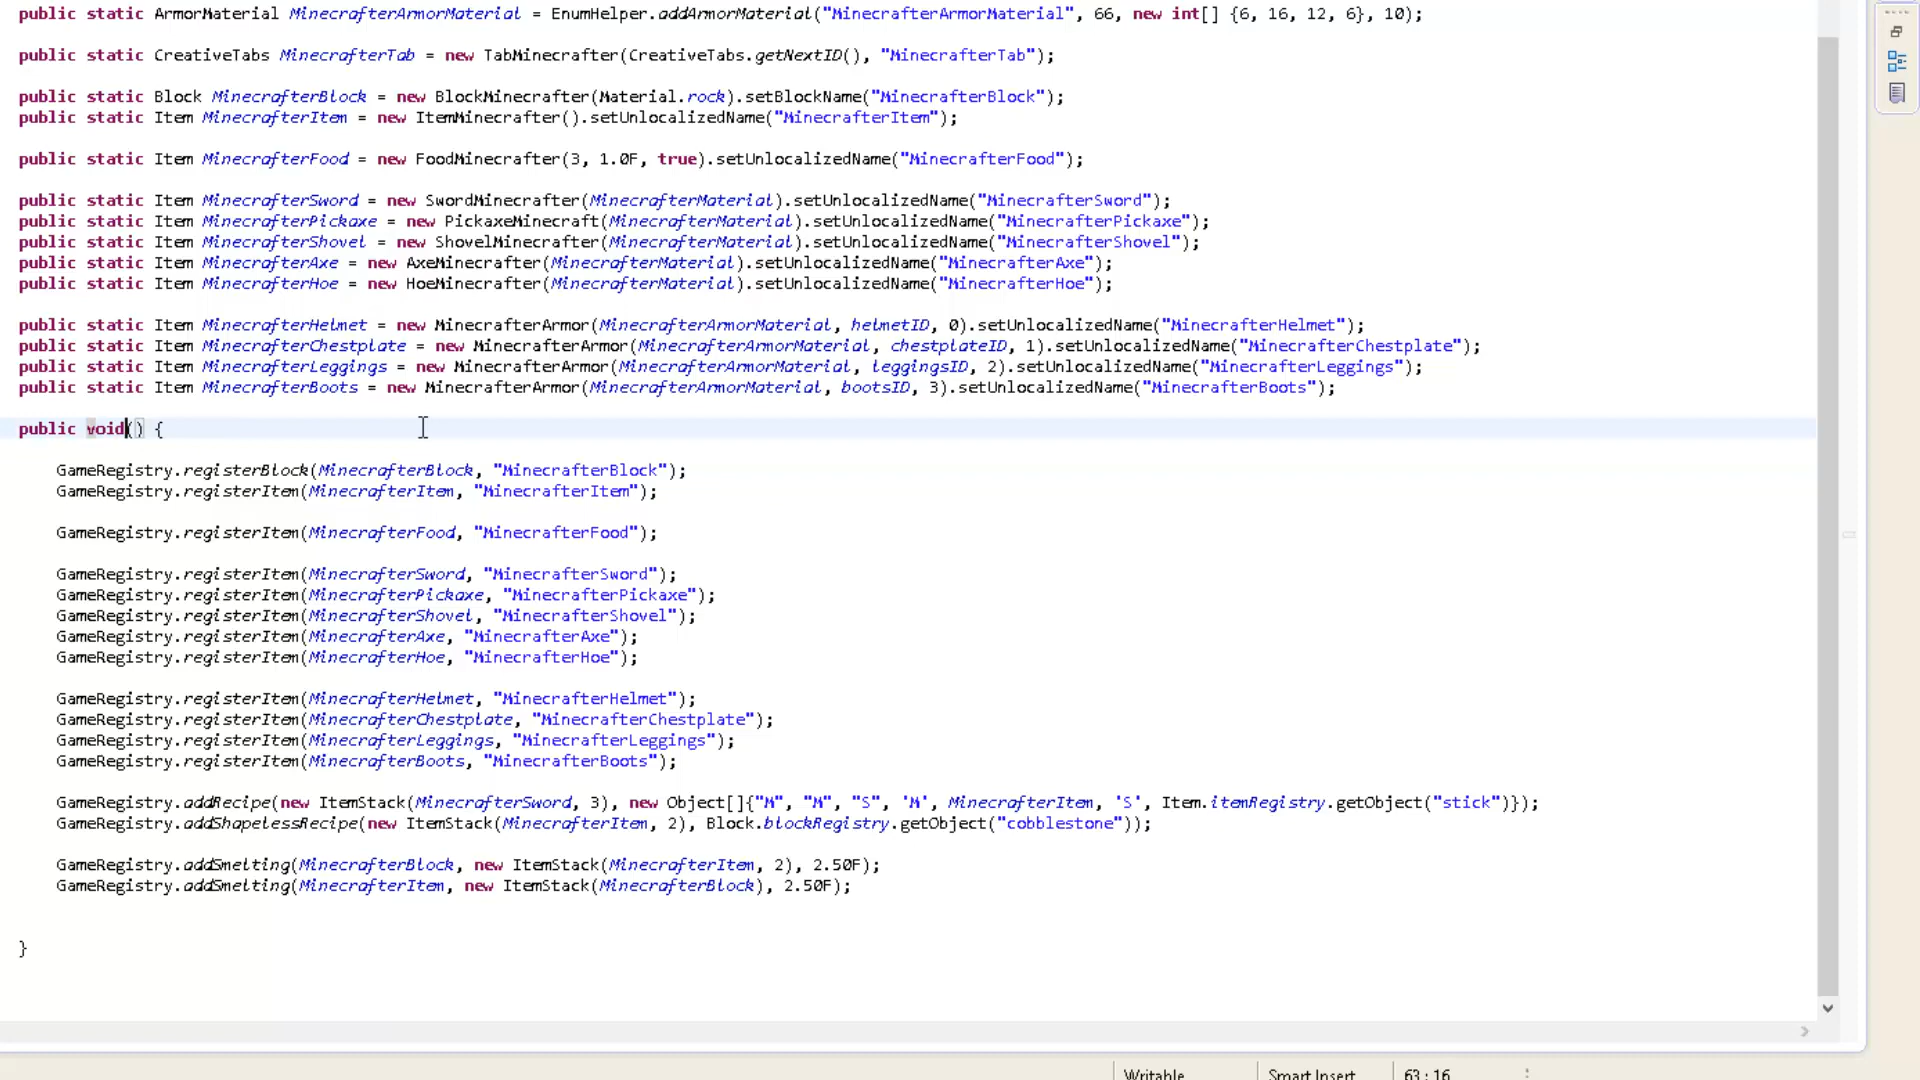 public static ArmorMaterial MinecrafterArmorMaterial = EnumHelper.addArmorMaterial("MinecrafterArmorMaterial", 66, new int[] {6, 16, 12, 6}, 10);
public static CreativeTabs MinecrafterTab = new TabMinecrafter(CreativeTabs.getNextID(), "MinecrafterTab");
public static Block MinecrafterBlock = new BlockMinecrafter(Material.rock).setBlockName("MinecrafterBlock");
public static Item MinecrafterItem = new ItemMinecrafter().setUnlocalizedName("MinecrafterItem");
public static Item MinecrafterFood = new FoodMinecrafter(3, 1.0F, true).setUnlocalizedName("MinecrafterFood");
public static Item MinecrafterSword = new SwordMinecrafter(MinecrafterMaterial).setUnlocalizedName("MinecrafterSword");
public static Item MinecrafterPickaxe = new PickaxeMinecraft(MinecrafterMaterial).setUnlocalizedName("MinecrafterPickaxe");
public static Item MinecrafterShovel = new ShovelMinecrafter(MinecrafterMaterial).setUnlocalizedName("MinecrafterShovel");
public static Item MinecrafterAxe = new AxeMinecrafter(MinecrafterMaterial).setUnlocalizedName("MinecrafterAxe");
public static Item MinecrafterHoe = new HoeMinecrafter(MinecrafterMaterial).setUnlocalizedName("MinecrafterHoe");
public static Item MinecrafterHelmet = new MinecrafterArmor(MinecrafterArmorMaterial, helmetID, 0).setUnlocalizedName("MinecrafterHelmet");
public static Item MinecrafterChestplate = new MinecrafterArmor(MinecrafterArmorMaterial, chestplateID, 1).setUnlocalizedName("MinecrafterChestplate");
public static Item MinecrafterLeggings = new MinecrafterArmor(MinecrafterArmorMaterial, leggingsID, 2).setUnlocalizedName("MinecrafterLeggings");
public static Item MinecrafterBoots = new MinecrafterArmor(MinecrafterArmorMaterial, bootsID, 3).setUnlocalizedName("MinecrafterBoots");
public void() {
GameRegistry.registerBlock(MinecrafterBlock, "MinecrafterBlock");
GameRegistry.registerItem(MinecrafterItem, "MinecrafterItem");
GameRegistry.registerItem(MinecrafterFood, "MinecrafterFood");
GameRegistry.registerItem(MinecrafterSword, "MinecrafterSword");
GameRegistry.registerItem(MinecrafterPickaxe, "MinecrafterPickaxe");
GameRegistry.registerItem(MinecrafterShovel, "MinecrafterShovel");
GameRegistry.registerItem(MinecrafterAxe, "MinecrafterAxe");
GameRegistry.registerItem(MinecrafterHoe, "MinecrafterHoe");
GameRegistry.registerItem(MinecrafterHelmet, "MinecrafterHelmet");
GameRegistry.registerItem(MinecrafterChestplate, "MinecrafterChestplate");
GameRegistry.registerItem(MinecrafterLeggings, "MinecrafterLeggings");
GameRegistry.registerItem(MinecrafterBoots, "MinecrafterBoots");
GameRegistry.addRecipe(new ItemStack(MinecrafterSword, 3), new Object[]{"M", "M", "S", 'M', MinecrafterItem, 'S', Item.itemRegistry.getObject("stick")});
GameRegistry.addShapelessRecipe(new ItemStack(MinecrafterItem, 2), Block.blockRegistry.getObject("cobblestone"));
GameRegistry.addSmelting(MinecrafterBlock, new ItemStack(MinecrafterItem, 2), 2.50F);
GameRegistry.addSmelting(MinecrafterItem, new ItemStack(MinecrafterBlock), 2.50F);
}
Writable Smart Insert 63 : 16